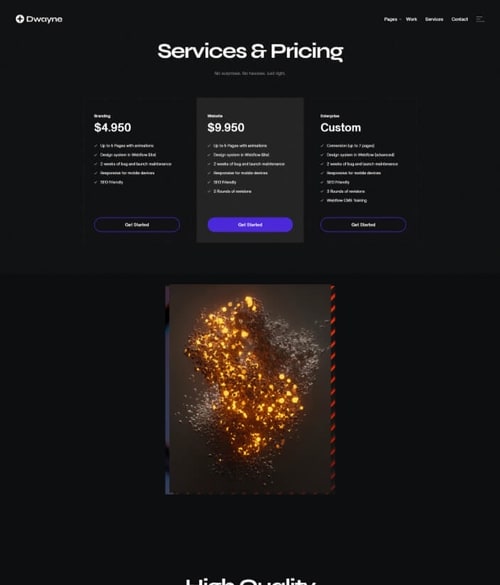 Dwayne
Pages Work Services Contact
Services & Pricing
No surprises. No hassles. Just right.
Branding
$4.950
Up to 5 Pages with animations
Design system in Webflow (lite)
2 weeks of bug and launch maintenance
Responsive for mobile devices
SEO Friendly
Get Started
Website
$9.950
Up to 5 Pages with animations
Design system in Webflow (lite)
2 weeks of bug and launch maintenance
Responsive for mobile devices
SEO Friendly
2 Rounds of revisions
Get Started
Enterprise
Custom
Conversion (up to 7 pages)
Design system in Webflow (advanced)
2 weeks of bug and launch maintenance
Responsive for mobile devices
SEO Friendly
3 Rounds of revisions
Webflow CMS Training
Get Started
High Quality